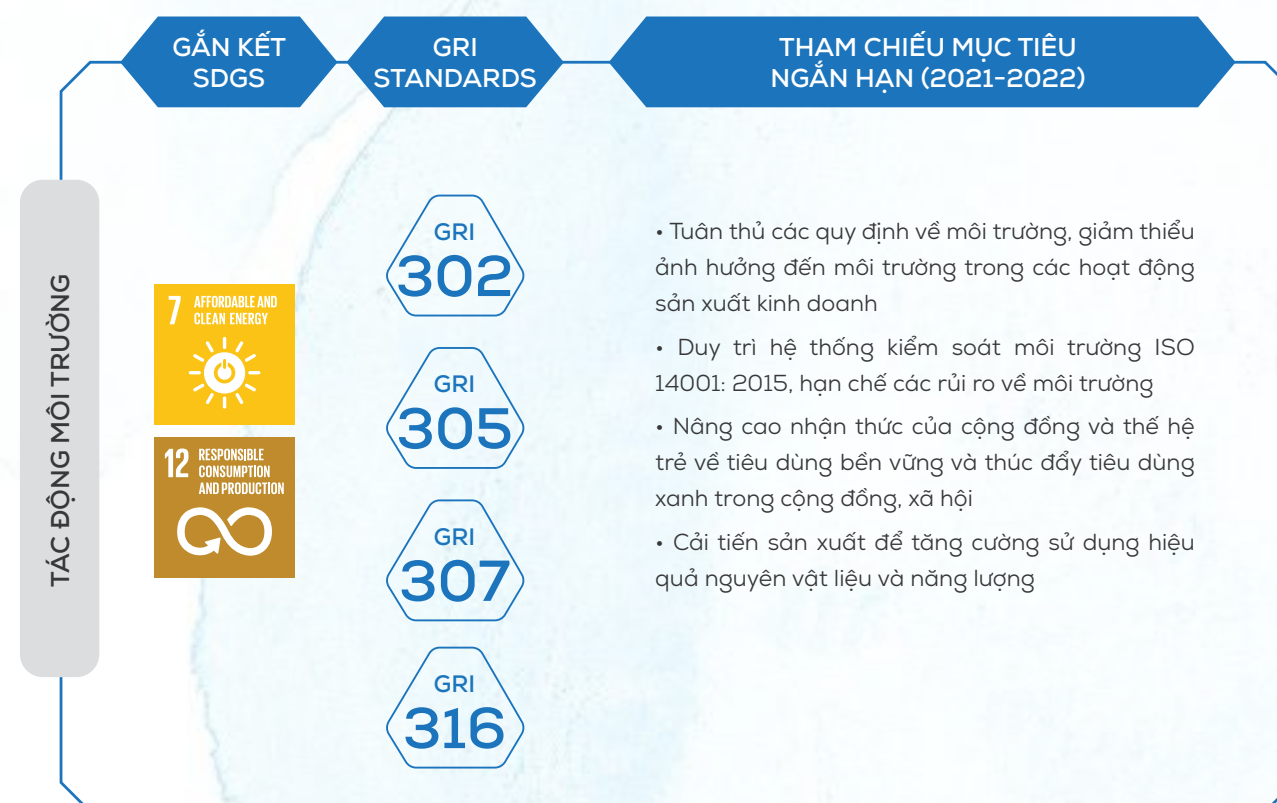 GẮN KẾT
SDGS
GRI
STANDARDS
THAM CHIẾU MỤC TIÊU
NGẮN HẠN (2021-2022)
TÁC ĐỘNG MÔI TRƯỜNG
7 AFFORDABLE AND
CLEAN ENERGY
12 RESPONSIBLE
CONSUMPTION
AND PRODUCTION
GRI
302
GRI
305
GRI
307
GRI
316
• Tuân thủ các quy định về môi trường, giảm thiểu
ảnh hưởng đến môi trường trong các hoạt động
sản xuất kinh doanh
• Duy trì hệ thống kiểm soát môi trường ISO
14001: 2015, hạn chế các rủi ro về môi trường
• Nâng cao nhận thức của cộng đồng và thế hệ
trẻ về tiêu dùng bền vững và thúc đẩy tiêu dùng
xanh trong cộng đồng, xã hội
• Cải tiến sản xuất để tăng cường sử dụng hiệu
quả nguyên vật liệu và năng lượng